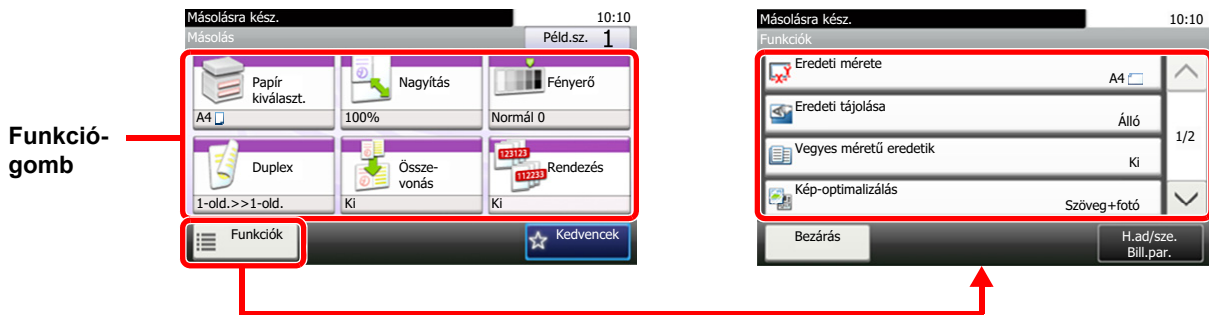 Funkció-
gomb
Másolásra kész. 10:10
Másolás Péld.sz. 1
Papír
kiválaszt.
A4
Nagyítás
100%
Fényerő
Normál 0
Duplex
1-old.>>1-old.
Össze-
vonás
Ki
123123
112233
Rendezés
Ki
Funkciók
Kedvencek
Másolásra kész. 10:10
Funkciók
Eredeti mérete
A4
Eredeti tájolása
Álló
Vegyes méretű eredetik
Ki
Kép-optimalizálás
Szöveg+fotó
1/2
Bezárás
H.ad/sze.
Bill.par.